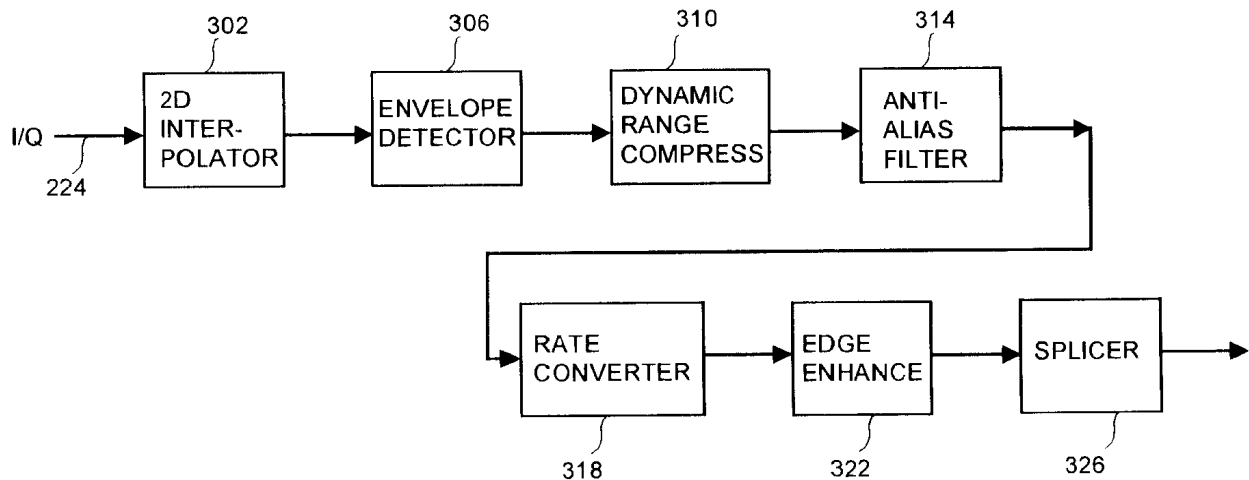 302
306
310
314
I/Q
224
2D
INTER-
POLATOR
ENVELOPE
DETECTOR
DYNAMIC
RANGE
COMPRESS
ANTI-
ALIAS
FILTER
RATE
CONVERTER
EDGE
ENHANCE
SPLICER
318
322
326